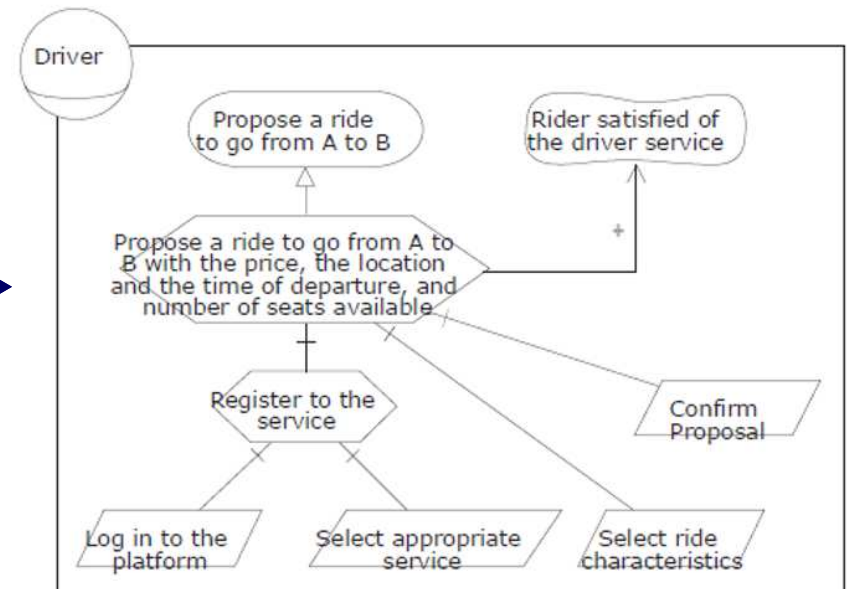 Driver
Propose a ride
to go from A to B
Rider satisfied of
the driver service
+
Propose a ride to go from A to
B with the price, the location
and the time of departure, and
number of seats available
Register to the
service
Confirm
Proposal
Log in to the
platform
Select appropriate
service
Select ride
characteristics